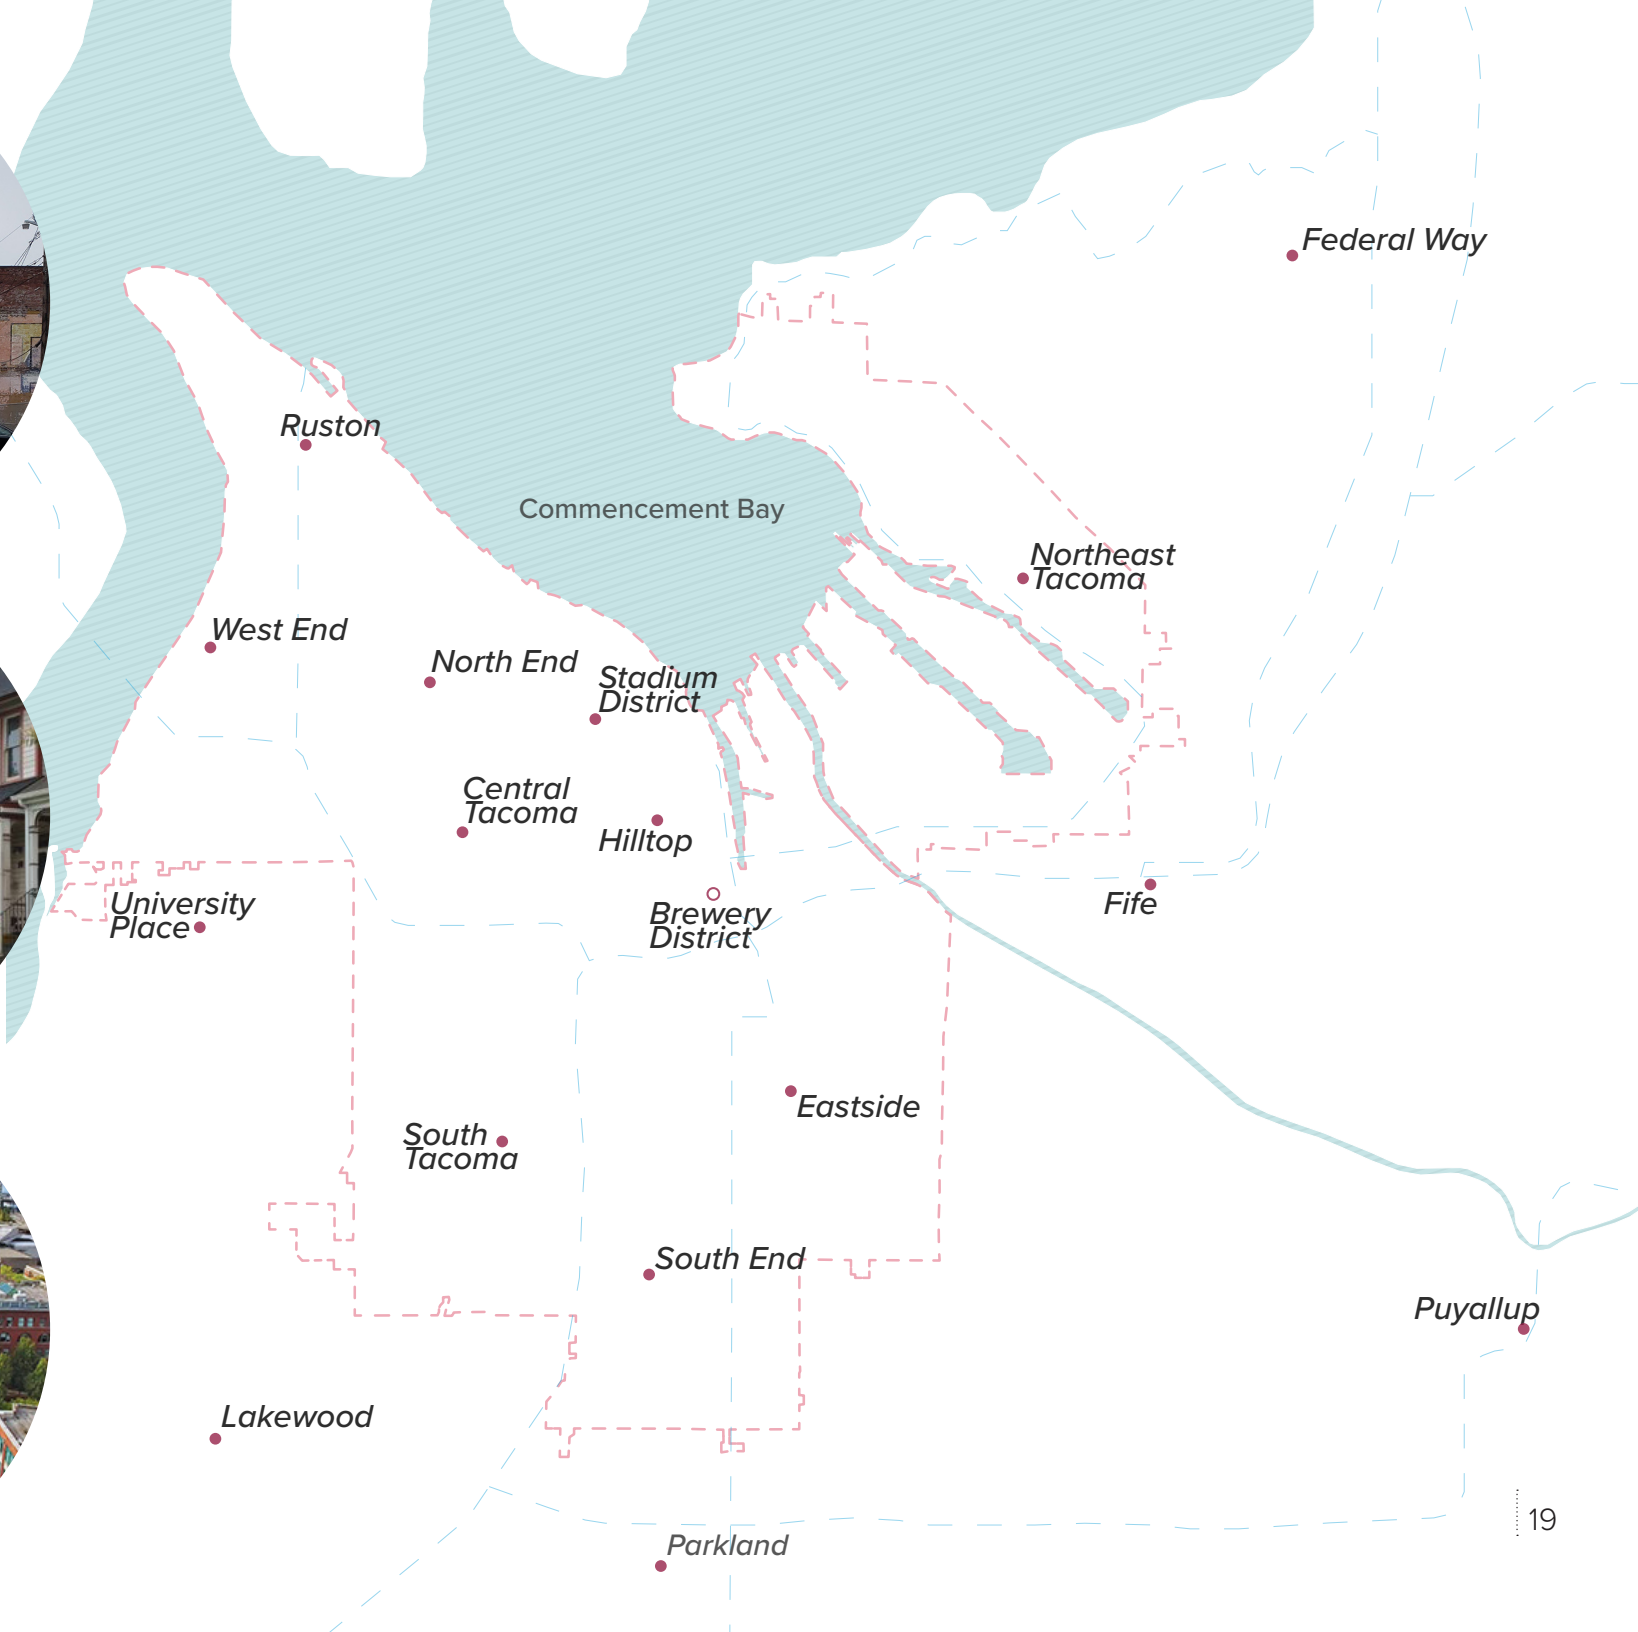 Federal Way
Ruston
Commencement Bay
Northeast
Tacoma
West End
North End
Stadium
District
Central
Tacoma
Hilltop
University
Place
Brewery
District
Fife
Eastside
South
Tacoma
South End
Puyallup
Lakewood
Parkland
19